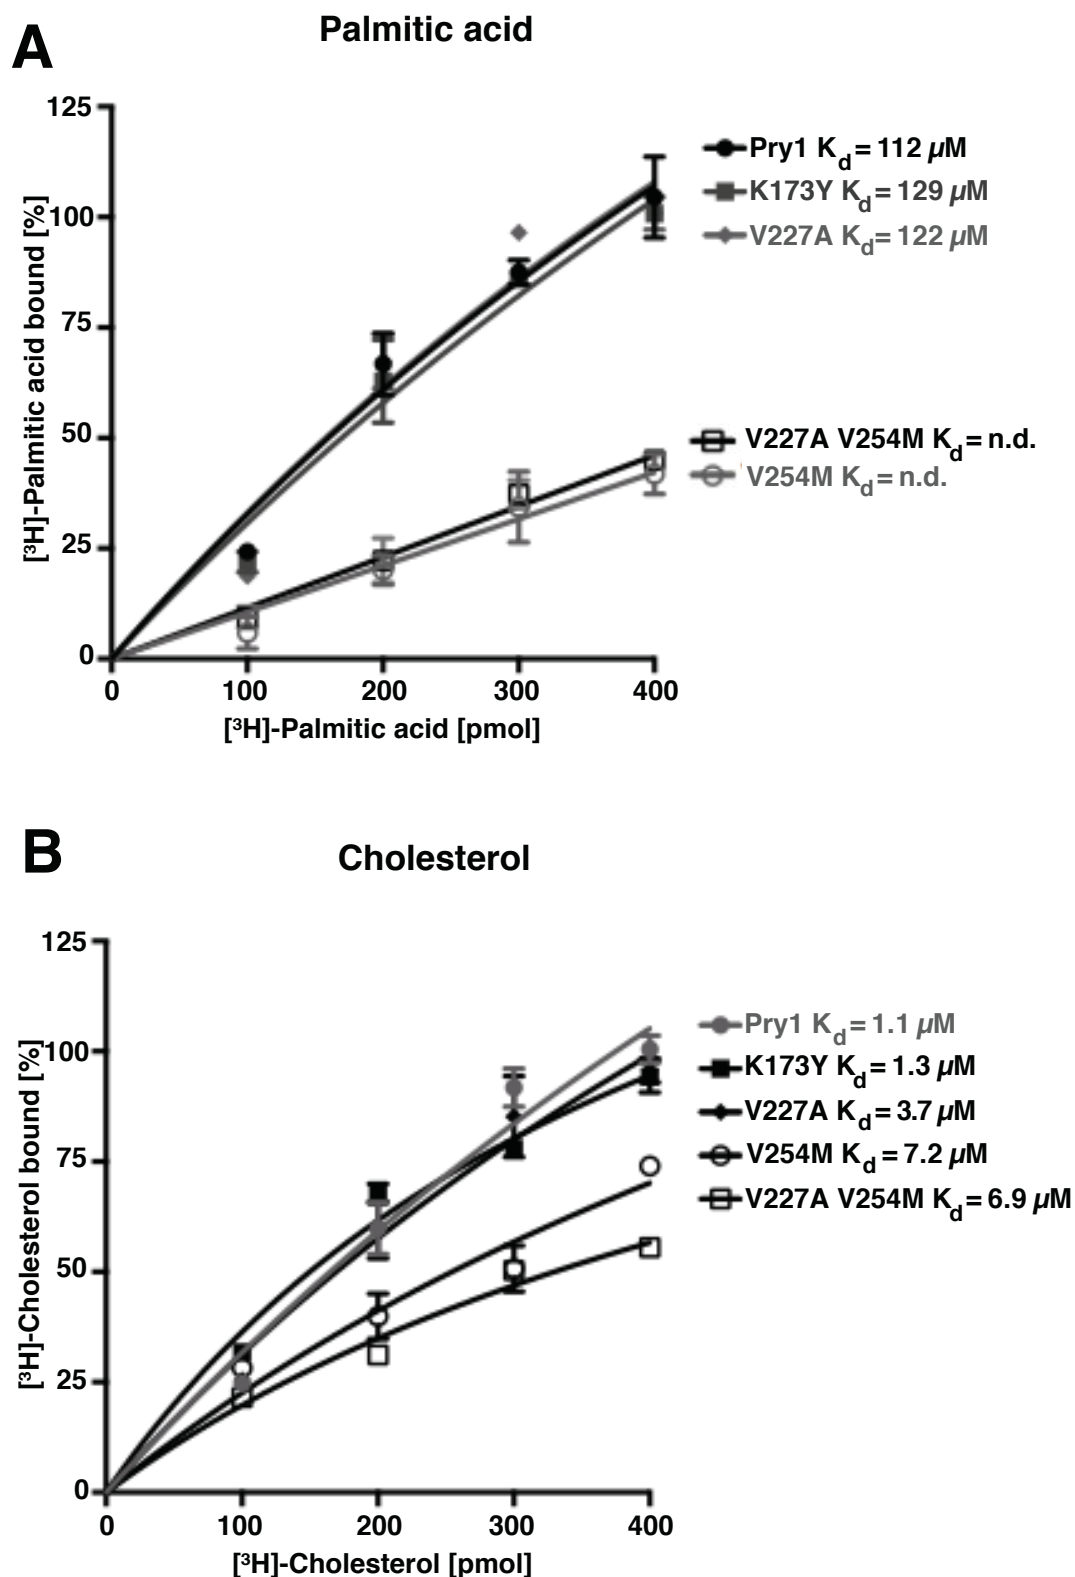 A
Palmitic acid
125
100
75
50
25
0
0 100 200 300 400
[³H]-Palmitic acid bound [%]
[³H]-Palmitic acid [pmol]
Pry1 Kd = 112 µM
K173Y Kd = 129 µM
V227A Kd = 122 µM
V227A V254M Kd = n.d.
V254M Kd = n.d.
B
Cholesterol
125
100
75
50
25
0
0 100 200 300 400
[³H]-Cholesterol bound [%]
[³H]-Cholesterol [pmol]
Pry1 Kd = 1.1 µM
K173Y Kd = 1.3 µM
V227A Kd = 3.7 µM
V254M Kd = 7.2 µM
V227A V254M Kd = 6.9 µM